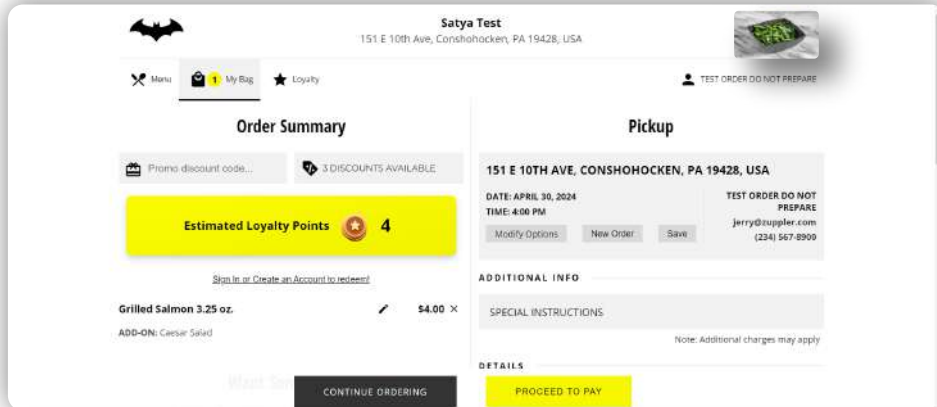 Satya Test
151 E 10th Ave, Conshohocken, PA 19428, USA
Menu
1 My Bag
Loyalty
TEST ORDER DO NOT PREPARE
Order Summary
Promo discount code...
3 DISCOUNTS AVAILABLE
Estimated Loyalty Points 4
Sign In or Create an Account to redeem!
Grilled Salmon 3.25 oz. $4.00 ×
ADD-ON: Caesar Salad
CONTINUE ORDERING
Pickup
151 E 10TH AVE, CONSHOHOCKEN, PA 19428, USA
DATE: APRIL 30, 2024
TIME: 4:00 PM
Modify Options New Order Save
TEST ORDER DO NOT
PREPARE
jerry@zuppler.com
(234) 567-8909
ADDITIONAL INFO
SPECIAL INSTRUCTIONS
Note: Additional charges may apply
DETAILS
PROCEED TO PAY